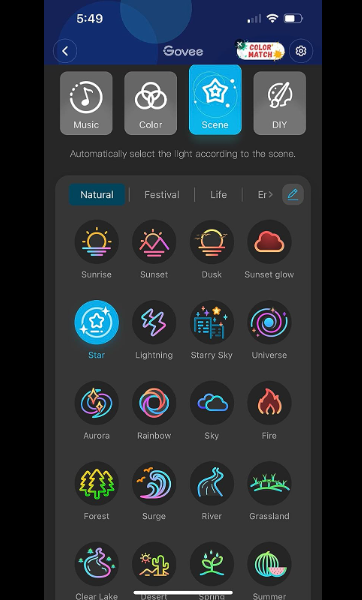 5:49
Govee
COLOR
MATCH
Music Color Scene DIY
Automatically select the light according to the scene.
Natural Festival Life Er
Sunrise Sunset Dusk Sunset glow
Star Lightning Starry Sky Universe
Aurora Rainbow Sky Fire
Forest Surge River Grassland
Clear Lake Desert Spring Summer